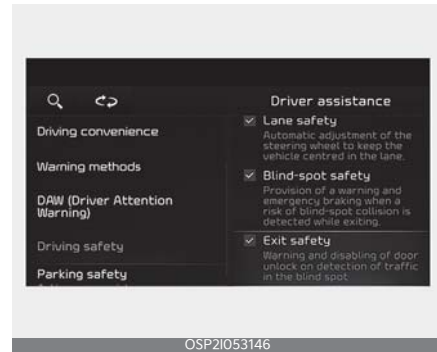 Driver assistance
Driving convenience
Warning methods
DAW (Driver Attention
Warning)
Driving safety
Parking safety
Lane safety
Automatic adjustment of the
steering wheel to keep the
vehicle centred in the lane.
Blind-spot safety
Provision of a warning and
emergency braking when a
risk of blind-spot collision is
detected while exiting.
Exit safety
Warning and disabling of door
unlock on detection of traffic
in the blind spot
OSP2I053146